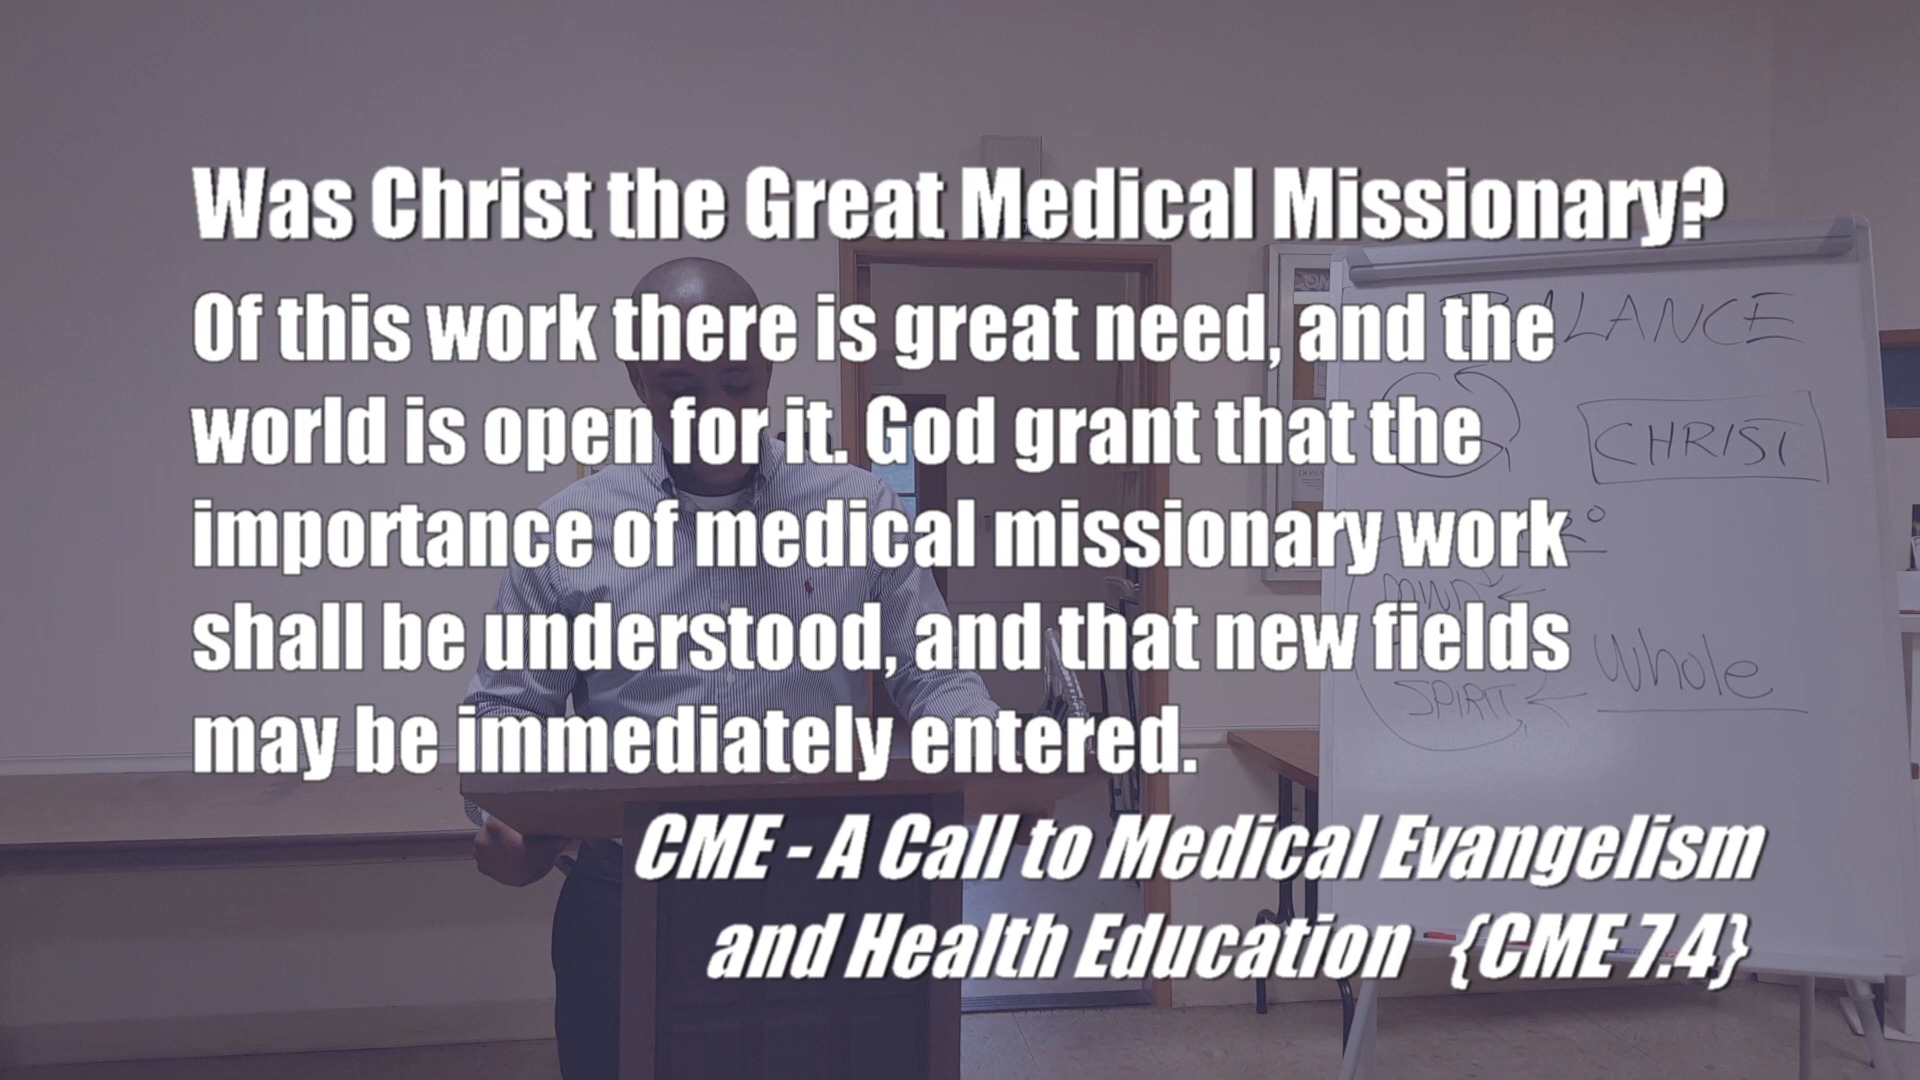 Was Christ the Great Medical Missionary?
Of this work there is great need, and the
world is open for it. God grant that the
importance of medical missionary work
shall be understood, and that new fields
may be immediately entered.
CME - A Call to Medical Evangelism
and Health Education {CME 7.4}
BALANCE
CHRIST
Whole
SPIRIT